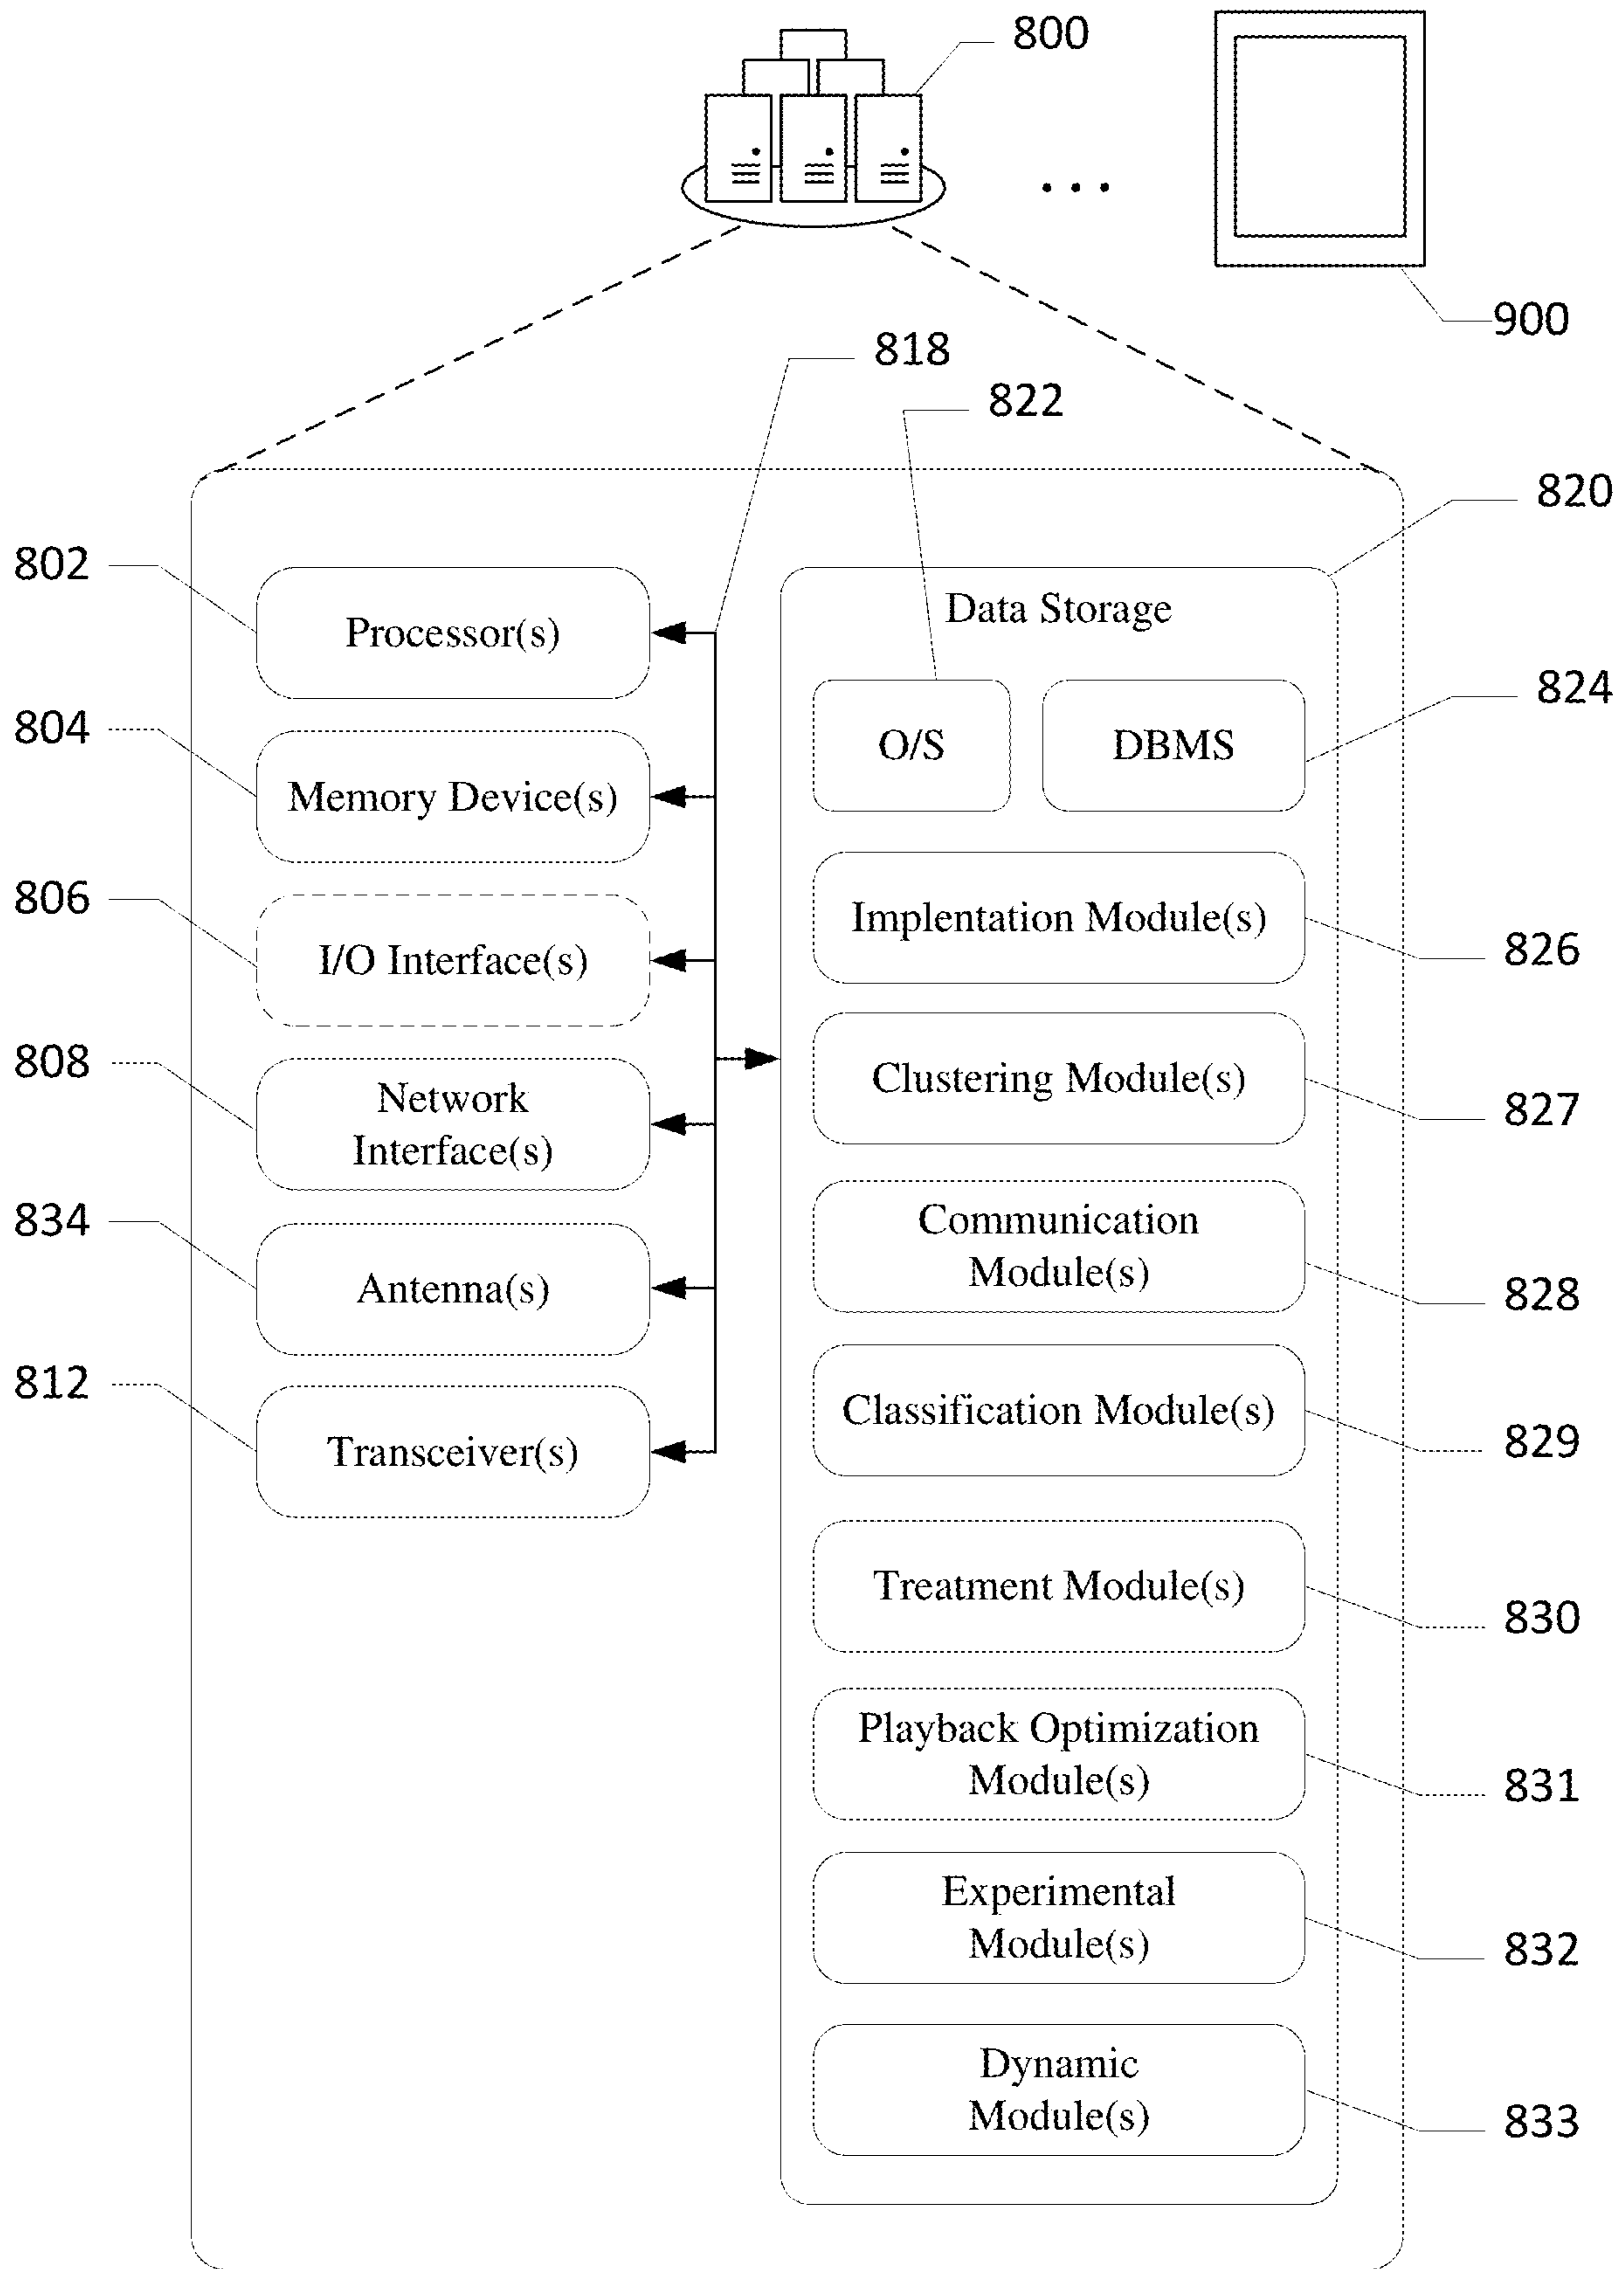 800
900
818
822
820
802
Processor(s)
Data Storage
804
Memory Device(s)
O/S
DBMS
824
806
I/O Interface(s)
Implentation Module(s)
826
808
Network
Interface(s)
Clustering Module(s)
827
834
Antenna(s)
Communication
Module(s)
828
812
Transceiver(s)
Classification Module(s)
829
Treatment Module(s)
830
Playback Optimization
Module(s)
831
Experimental
Module(s)
832
Dynamic
Module(s)
833